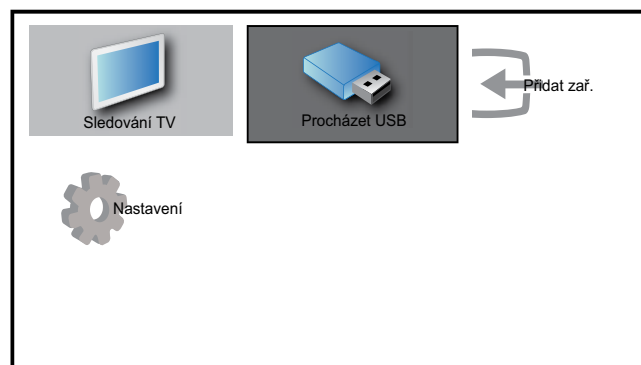 Sledování TV
Procházet USB
Přidat zař.
Nastavení